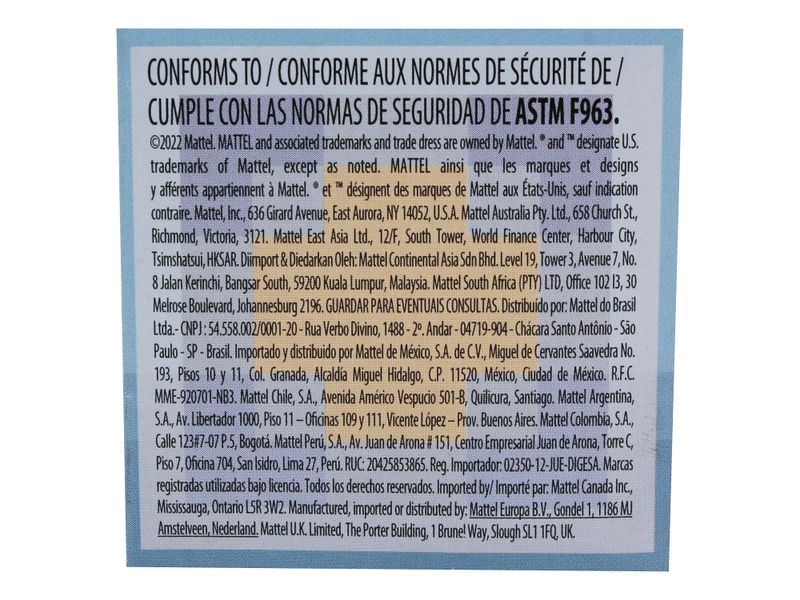 CONFORMS TO / CONFORME AUX NORMES DE SÉCURITÉ DE /
CUMPLE CON LAS NORMAS DE SEGURIDAD DE ASTM F963.
©2022 Mattel. MATTEL and associated trademarks and trade dress are owned by Mattel. ® and ™ designate U.S.
trademarks of Mattel, except as noted. MATTEL ainsi que les marques et designs
y afférents appartiennent à Mattel. ® et ™ désignent des marques de Mattel aux États-Unis, sauf indication
contraire. Mattel, Inc., 636 Girard Avenue, East Aurora, NY 14052, U.S.A. Mattel Australia Pty. Ltd., 658 Church St.,
Richmond, Victoria, 3121. Mattel East Asia Ltd., 12/F, South Tower, World Finance Center, Harbour City,
Tsimshatsui, HKSAR. Diimport & Diedarkan Oleh: Mattel Continental Asia Sdn Bhd. Level 19, Tower 3, Avenue 7, No.
8 Jalan Kerinchi, Bangsar South, 59200 Kuala Lumpur, Malaysia. Mattel South Africa (PTY) LTD, Office 102 I3, 30
Melrose Boulevard, Johannesburg 2196. GUARDAR PARA EVENTUAIS CONSULTAS. Distribuido por: Mattel do Brasil
Ltda.- CNPJ : 54.558.002/0001-20 - Rua Verbo Divino, 1488 - 2º. Andar - 04719-904 - Chácara Santo Antônio - São
Paulo - SP - Brasil. Importado y distribuido por Mattel de México, S.A. de C.V., Miguel de Cervantes Saavedra No.
193, Pisos 10 y 11, Col. Granada, Alcaldía Miguel Hidalgo, C.P. 11520, México, Ciudad de México. R.F.C.
MME-920701-NB3. Mattel Chile, S.A., Avenida Américo Vespucio 501-B, Quilicura, Santiago. Mattel Argentina,
S.A., Av. Libertador 1000, Piso 11 – Oficinas 109 y 111, Vicente López – Prov. Buenos Aires. Mattel Colombia, S.A.,
Calle 123#7-07 P.5, Bogotá. Mattel Perú, S.A., Av. Juan de Arona # 151, Centro Empresarial Juan de Arona, Torre C,
Piso 7, Oficina 704, San Isidro, Lima 27, Perú. RUC: 20425853865. Reg. Importador: 02350-12-JUE-DIGESA. Marcas
registradas utilizadas bajo licencia. Todos los derechos reservados. Imported by/ Importé par: Mattel Canada Inc.,
Mississauga, Ontario L5R 3W2. Manufactured, imported or distributed by: Mattel Europa B.V., Gondel 1, 1186 MJ
Amstelveen, Nederland. Mattel U.K. Limited, The Porter Building, 1 Brunel Way, Slough SL1 1FQ, UK.